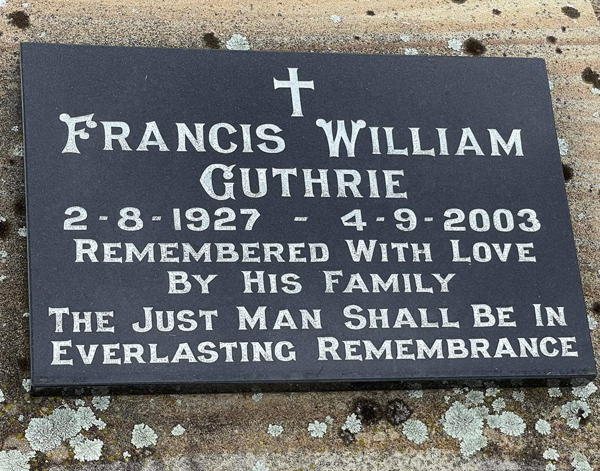 Francis William
Guthrie
2-8-1927 - 4-9-2003
Remembered With Love
By His Family
The Just Man Shall Be In
Everlasting Remembrance